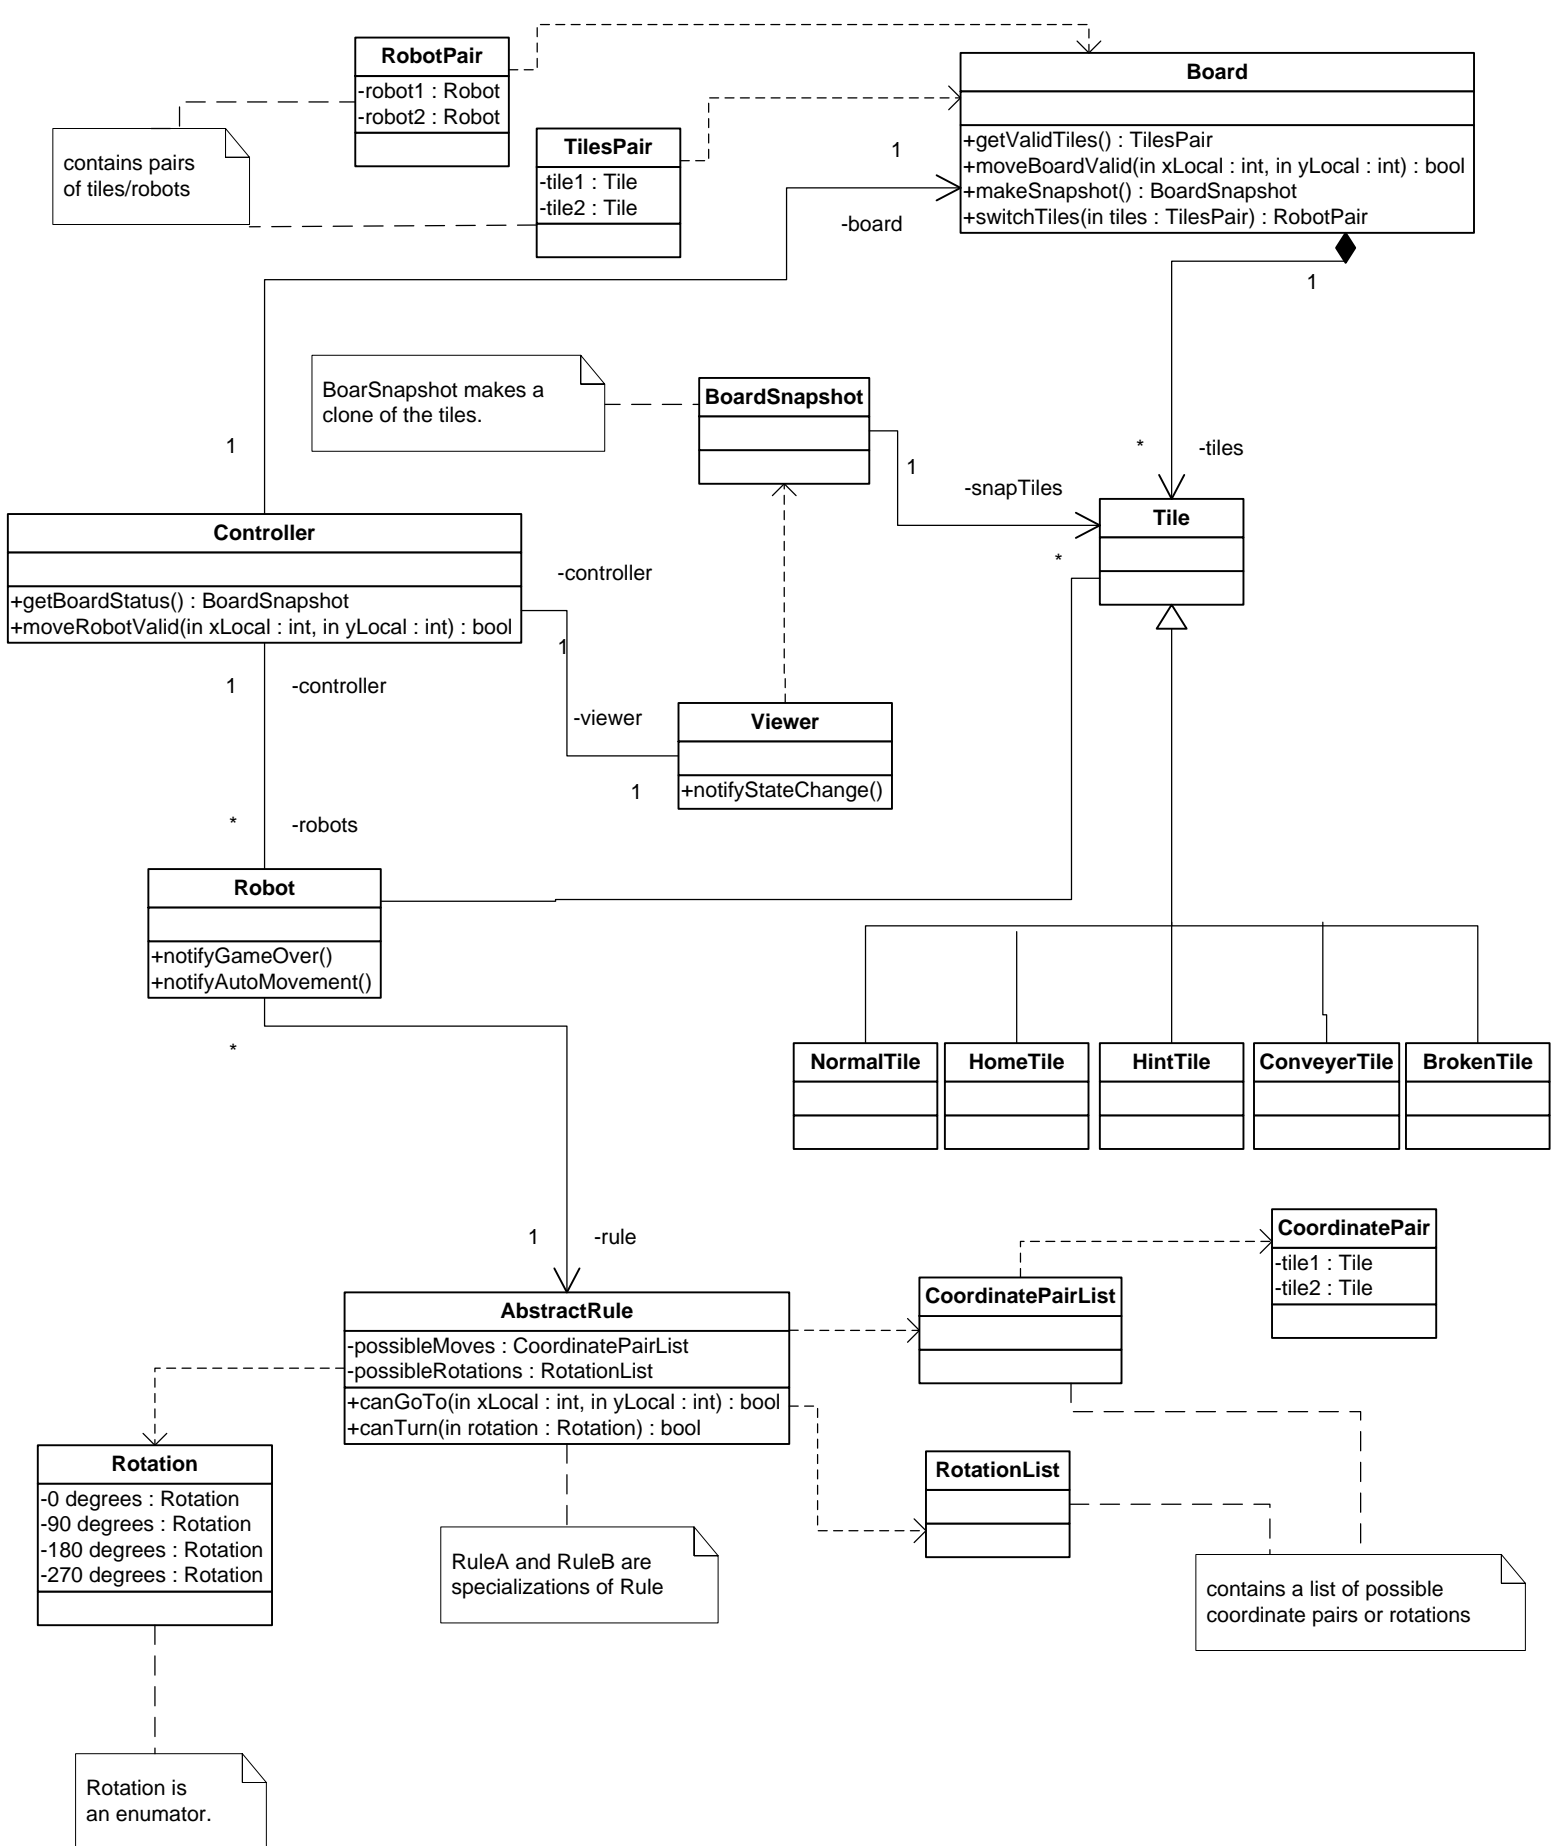 RobotPair
-robot1 : Robot
-robot2 : Robot
Board
+getValidTiles() : TilesPair
+moveBoardValid(in xLocal : int, in yLocal : int) : bool
+makeSnapshot() : BoardSnapshot
+switchTiles(in tiles : TilesPair) : RobotPair
contains pairs
of tiles/robots
TilesPair
-tile1 : Tile
-tile2 : Tile
1
-board
1
BoarSnapshot makes a
clone of the tiles.
BoardSnapshot
1
-snapTiles
*
-tiles
1
Tile
*
Controller
+getBoardStatus() : BoardSnapshot
+moveRobotValid(in xLocal : int, in yLocal : int) : bool
-controller
1
1
-controller
-viewer
1
Viewer
+notifyStateChange()
*
-robots
Robot
+notifyGameOver()
+notifyAutoMovement()
*
NormalTile
HomeTile
HintTile
ConveyerTile
BrokenTile
1
-rule
AbstractRule
-possibleMoves : CoordinatePairList
-possibleRotations : RotationList
+canGoTo(in xLocal : int, in yLocal : int) : bool
+canTurn(in rotation : Rotation) : bool
CoordinatePairList
CoordinatePair
-tile1 : Tile
-tile2 : Tile
Rotation
-0 degrees : Rotation
-90 degrees : Rotation
-180 degrees : Rotation
-270 degrees : Rotation
RotationList
RuleA and RuleB are
specializations of Rule
contains a list of possible
coordinate pairs or rotations
Rotation is
an enumator.